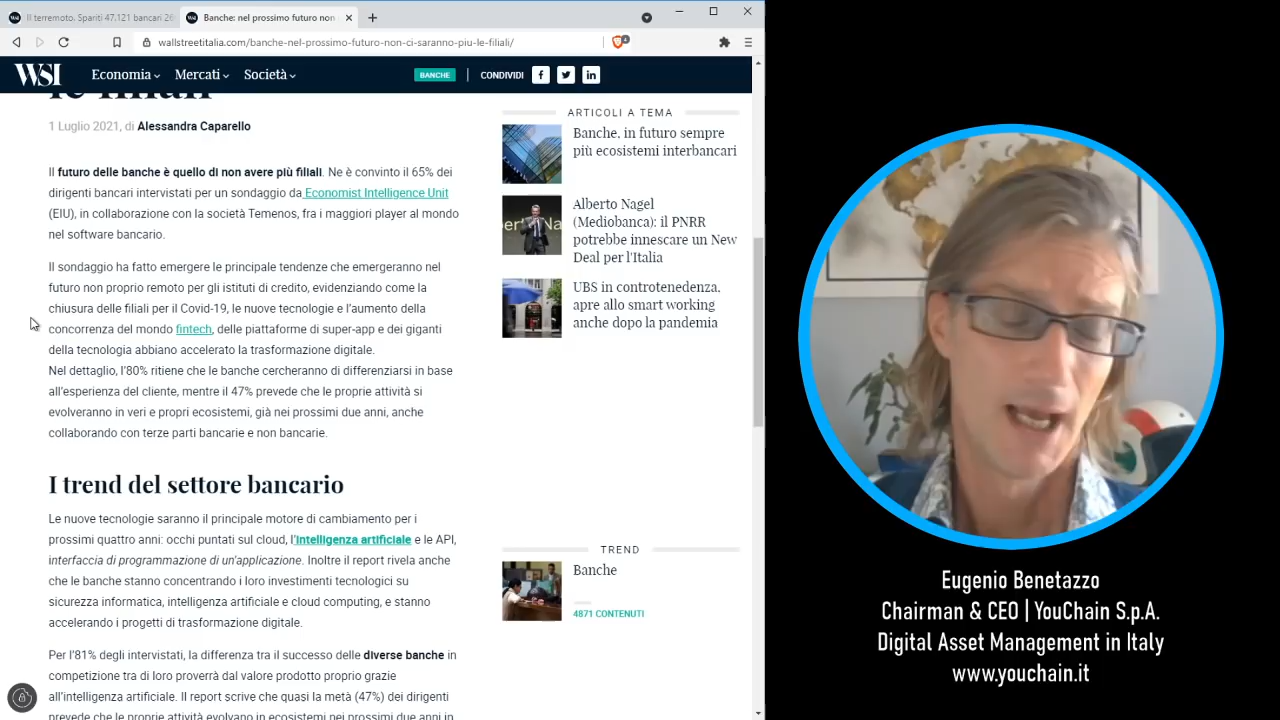 Il terremoto. Spariti 47.121 bancari
Banche: nel prossimo futuro non
wallstreetitalia.com/banche-nel-prossimo-futuro-non-ci-saranno-piu-le-filiali/
WSI
Economia
Mercati
Società
BANCHE
CONDIVIDI
le filiali
1 Luglio 2021, di Alessandra Caparello
Il futuro delle banche è quello di non avere più filiali. Ne è convinto il 65% dei
dirigenti bancari intervistati per un sondaggio da Economist Intelligence Unit
(EIU), in collaborazione con la società Temenos, fra i maggiori player al mondo
nel software bancario.
Il sondaggio ha fatto emergere le principale tendenze che emergeranno nel
futuro non proprio remoto per gli istituti di credito, evidenziando come la
chiusura delle filiali per il Covid-19, le nuove tecnologie e l'aumento della
concorrenza del mondo fintech, delle piattaforme di super-app e dei giganti
della tecnologia abbiano accelerato la trasformazione digitale.
Nel dettaglio, l'80% ritiene che le banche cercheranno di differenziarsi in base
all'esperienza del cliente, mentre il 47% prevede che le proprie attività si
evolveranno in veri e propri ecosistemi, già nei prossimi due anni, anche
collaborando con terze parti bancarie e non bancarie.
I trend del settore bancario
Le nuove tecnologie saranno il principale motore di cambiamento per i
prossimi quattro anni: occhi puntati sul cloud, l'intelligenza artificiale e le API,
interfaccia di programmazione di un'applicazione. Inoltre il report rivela anche
che le banche stanno concentrando i loro investimenti tecnologici su
sicurezza informatica, intelligenza artificiale e cloud computing, e stanno
accelerando i progetti di trasformazione digitale.
Per l'81% degli intervistati, la differenza tra il successo delle diverse banche in
competizione tra di loro proverrà dal valore prodotto proprio grazie
all'intelligenza artificiale. Il report scrive che quasi la metà (47%) dei dirigenti
prevede che le proprie attività evolvano in ecosistemi nei prossimi due anni in
ARTICOLI A TEMA
Banche, in futuro sempre
più ecosistemi interbancari
Alberto Nagel
(Mediobanca): il PNRR
potrebbe innescare un New
Deal per l'Italia
UBS in controtenedenza,
apre allo smart working
anche dopo la pandemia
TREND
Banche
4871 CONTENUTI
Eugenio Benetazzo
Chairman & CEO | YouChain S.p.A.
Digital Asset Management in Italy
www.youchain.it